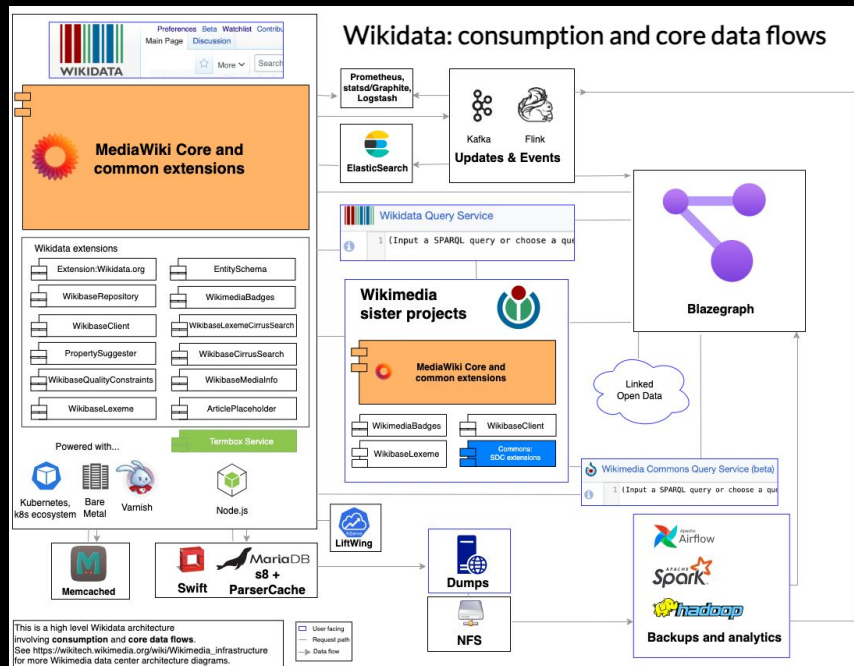 Wikidata: consumption and core data flows
WIKIDATA
Preferences Beta Watchlist Contribu
Main Page Discussion
More Search
MediaWiki Core and
common extensions
Prometheus,
statsd/Graphite,
Logstash
ElasticSearch
Kafka Flink
Updates & Events
Wikidata Query Service
1 (Input a SPARQL query or choose a que
Blazegraph
Wikidata extensions
Extension:Wikidata.org
EntitySchema
WikibaseRepository
WikimediaBadges
WikibaseClient
WikibaseLexemeCirrusSearch
PropertySuggester
WikibaseCirrusSearch
WikibaseQualityConstraints
WikibaseMediaInfo
WikibaseLexeme
ArticlePlaceholder
Termbox Service
Powered with...
Kubernetes,
k8s ecosystem
Bare
Metal
Varnish
Node.js
Wikimedia
sister projects
MediaWiki Core and
common extensions
WikimediaBadges
WikibaseClient
WikibaseLexeme
Commons:
SDC extensions
Linked
Open Data
Wikimedia Commons Query Service (beta)
1 (Input a SPARQL query or choose a que
LiftWing
Memcached
Swift
MariaDB
s8 +
ParserCache
Dumps
NFS
APACHE
Airflow
APACHE
Spark
hadoop
Backups and analytics
This is a high level Wikidata architecture
involving consumption and core data flows.
See https://wikitech.wikimedia.org/wiki/Wikimedia_infrastructure
for more Wikimedia data center architecture diagrams.
User facing
Request path
Data flow